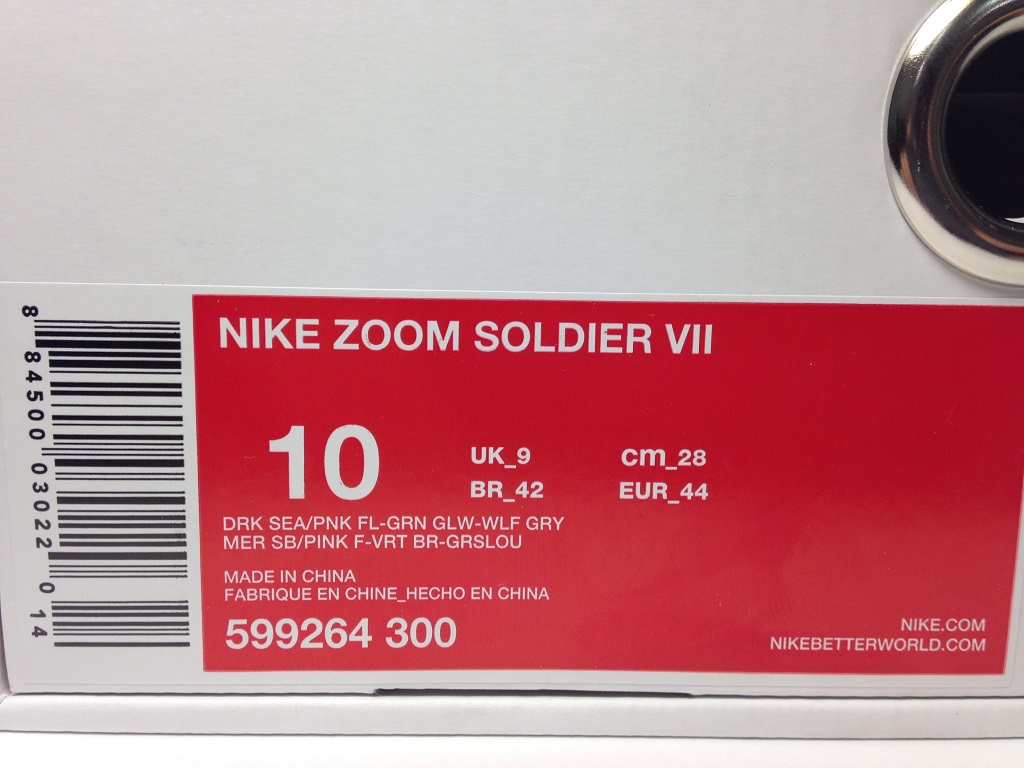 NIKE ZOOM SOLDIER VII
10
UK_9 cm_28
BR_42 EUR_44
DRK SEA/PNK FL-GRN GLW-WLF GRY
MER SB/PINK F-VRT BR-GRSLOU
MADE IN CHINA
FABRIQUE EN CHINE_HECHO EN CHINA
599264 300
NIKE.COM
NIKEBETTERWORLD.COM
8 84500 03022 0 14